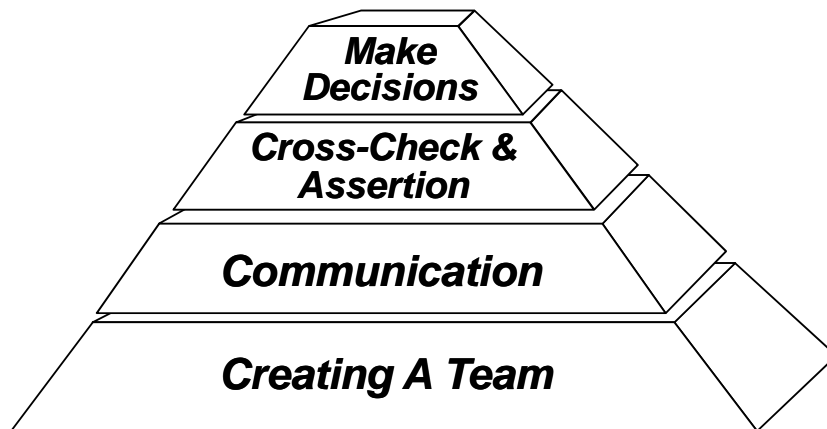 Make
Decisions
Cross-Check &
Assertion
Communication
Creating A Team